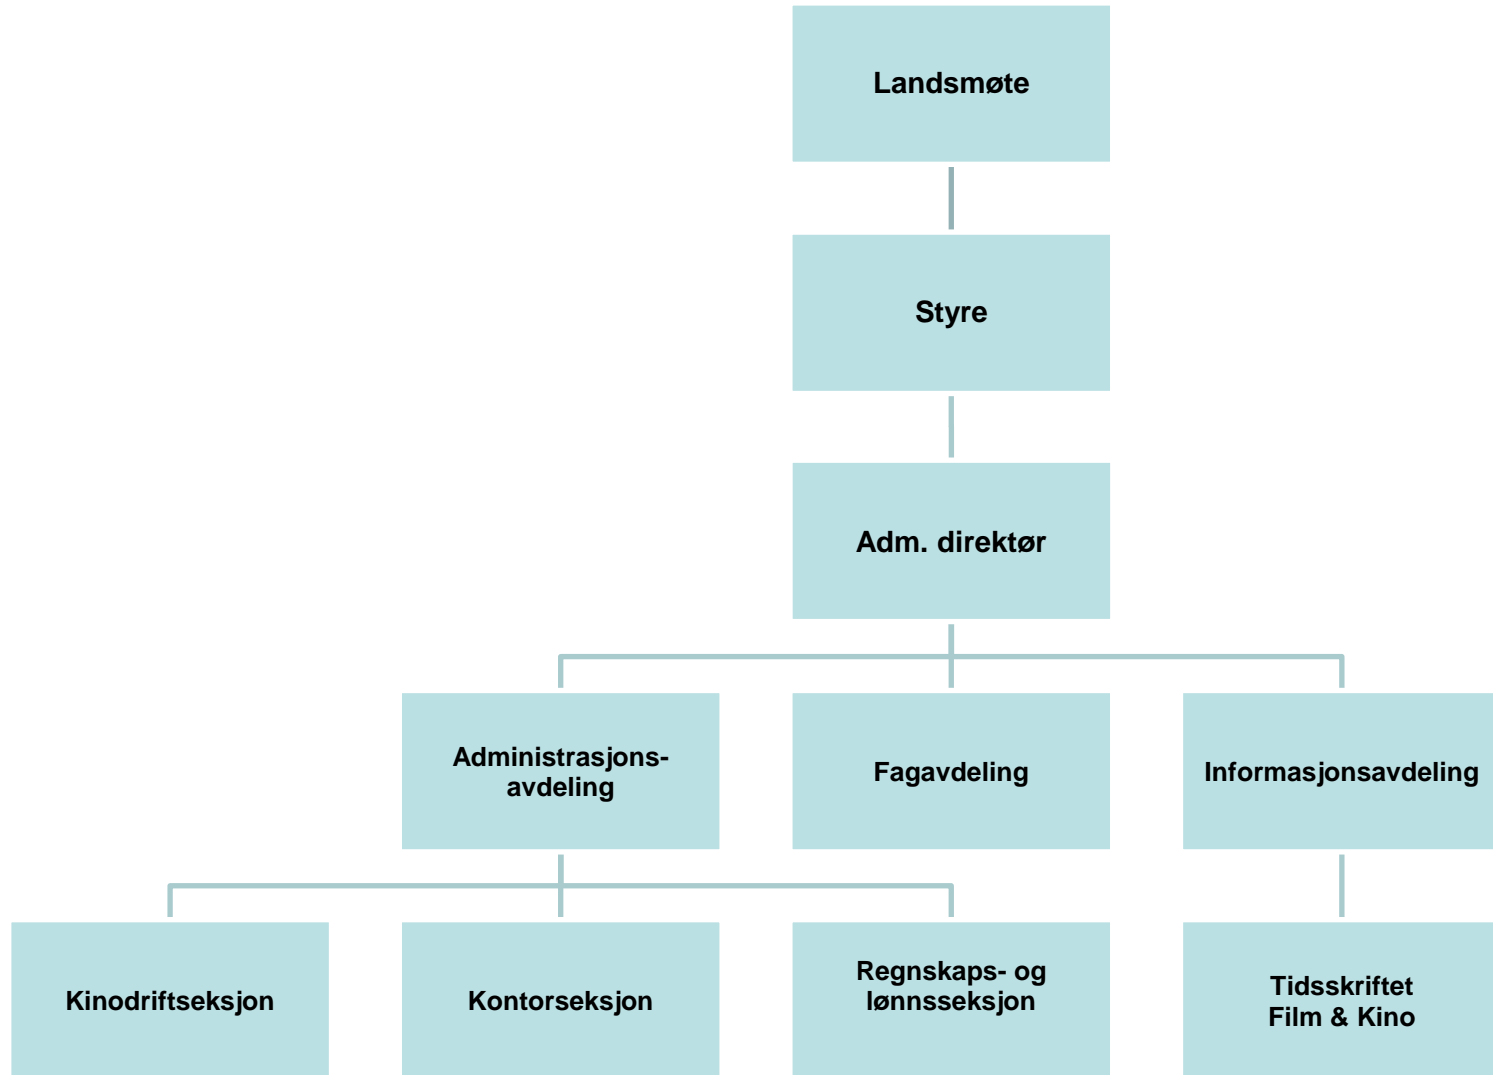 Landsmøte
Styre
Adm. direktør
Administrasjons-
avdeling
Fagavdeling
Informasjonsavdeling
Kinodriftseksjon
Kontorseksjon
Regnskaps- og
lønnsseksjon
Tidsskriftet
Film & Kino